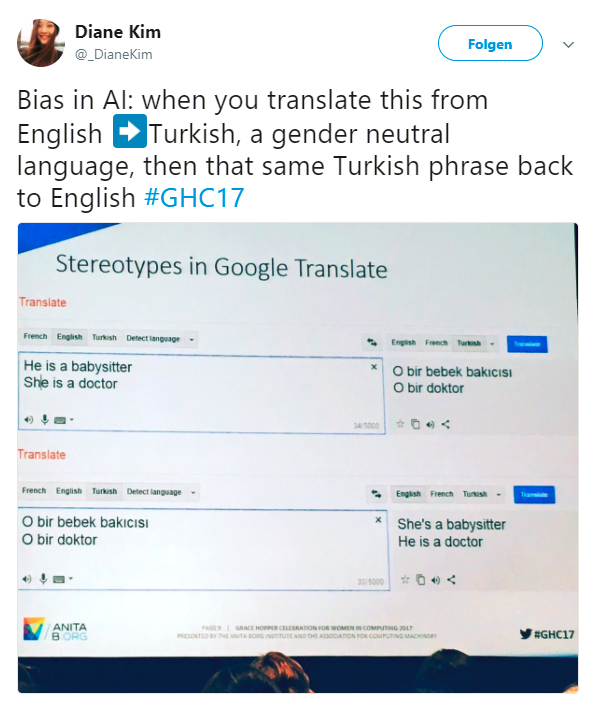 Diane Kim
@_DianeKim
Folgen
Bias in AI: when you translate this from
English ➡Turkish, a gender neutral
language, then that same Turkish phrase back
to English #GHC17
Stereotypes in Google Translate
Translate
French English Turkish Detect language
English French Turkish Translate
He is a babysitter
She is a doctor
O bir bebek bakıcısı
O bir doktor
34/5000
Translate
French English Turkish Detect language
English French Turkish Translate
O bir bebek bakıcısı
O bir doktor
She's a babysitter
He is a doctor
33/5000
ANITA
B.ORG
PAGE 9 | GRACE HOPPER CELEBRATION FOR WOMEN IN COMPUTING 2017
PRESENTED BY THE ANITA BORG INSTITUTE AND THE ASSOCIATION FOR COMPUTING MACHINERY
#GHC17